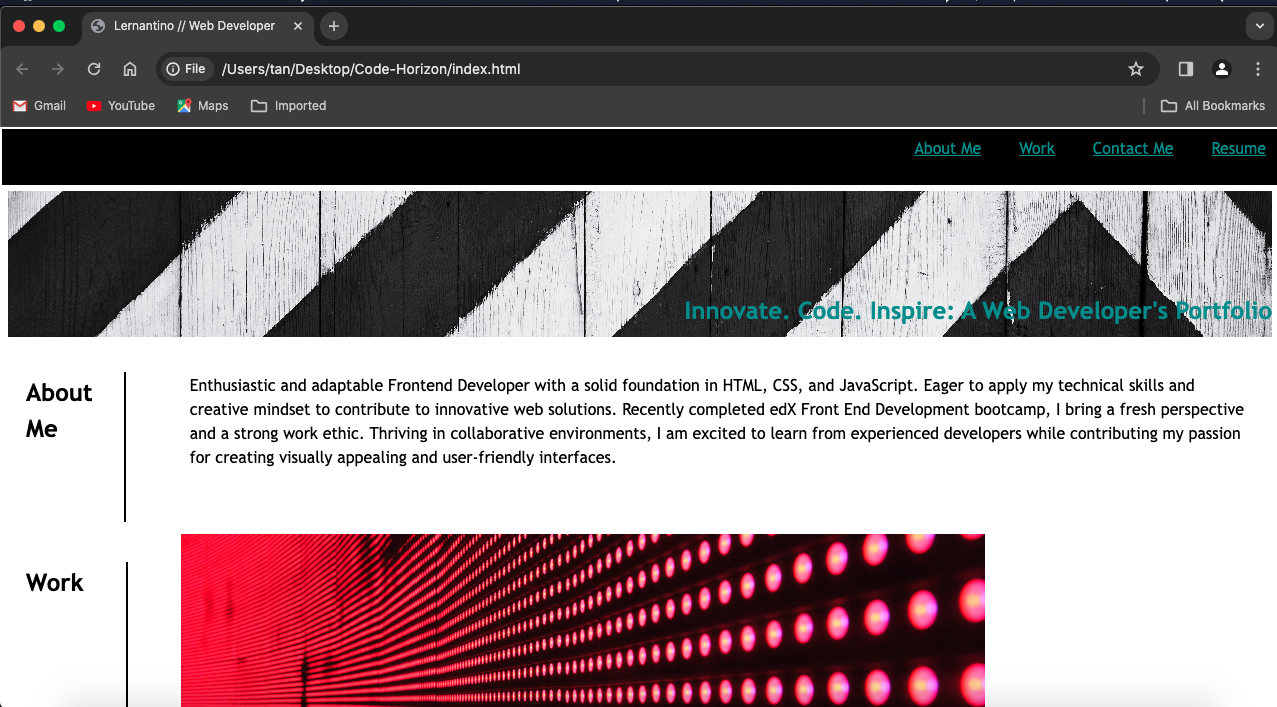 Lernantino // Web Developer
File /Users/tan/Desktop/Code-Horizon/index.html
Gmail YouTube Maps Imported All Bookmarks
About Me Work Contact Me Resume
Innovate. Code. Inspire: A Web Developer's Portfolio
About
Me
Enthusiastic and adaptable Frontend Developer with a solid foundation in HTML, CSS, and JavaScript. Eager to apply my technical skills and
creative mindset to contribute to innovative web solutions. Recently completed edX Front End Development bootcamp, I bring a fresh perspective
and a strong work ethic. Thriving in collaborative environments, I am excited to learn from experienced developers while contributing my passion
for creating visually appealing and user-friendly interfaces.
Work